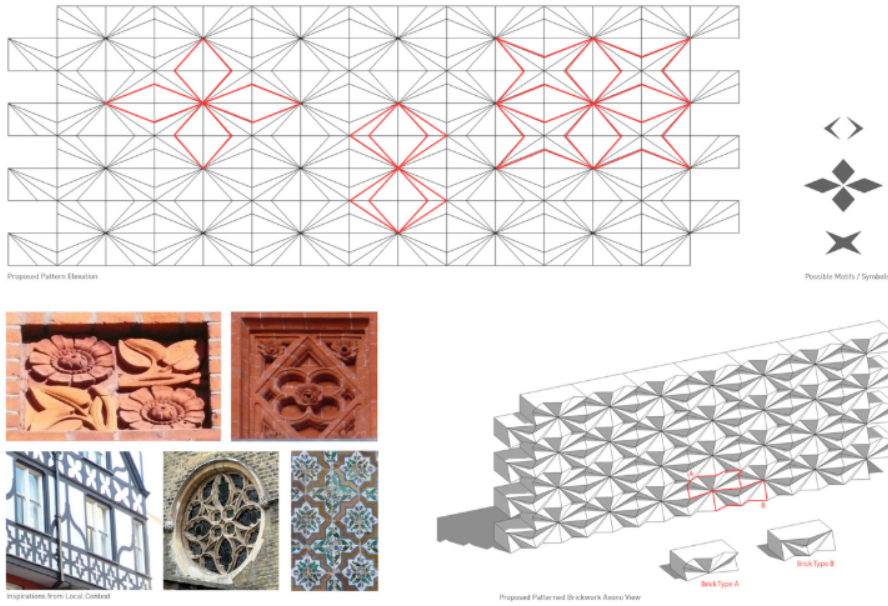 Proposed Pattern Elevation
Possible Motifs / Symbols
Inspirations from Local Context
A
B
Brick Type A
Brick Type B
Proposed Patterned Brickwork Axono View